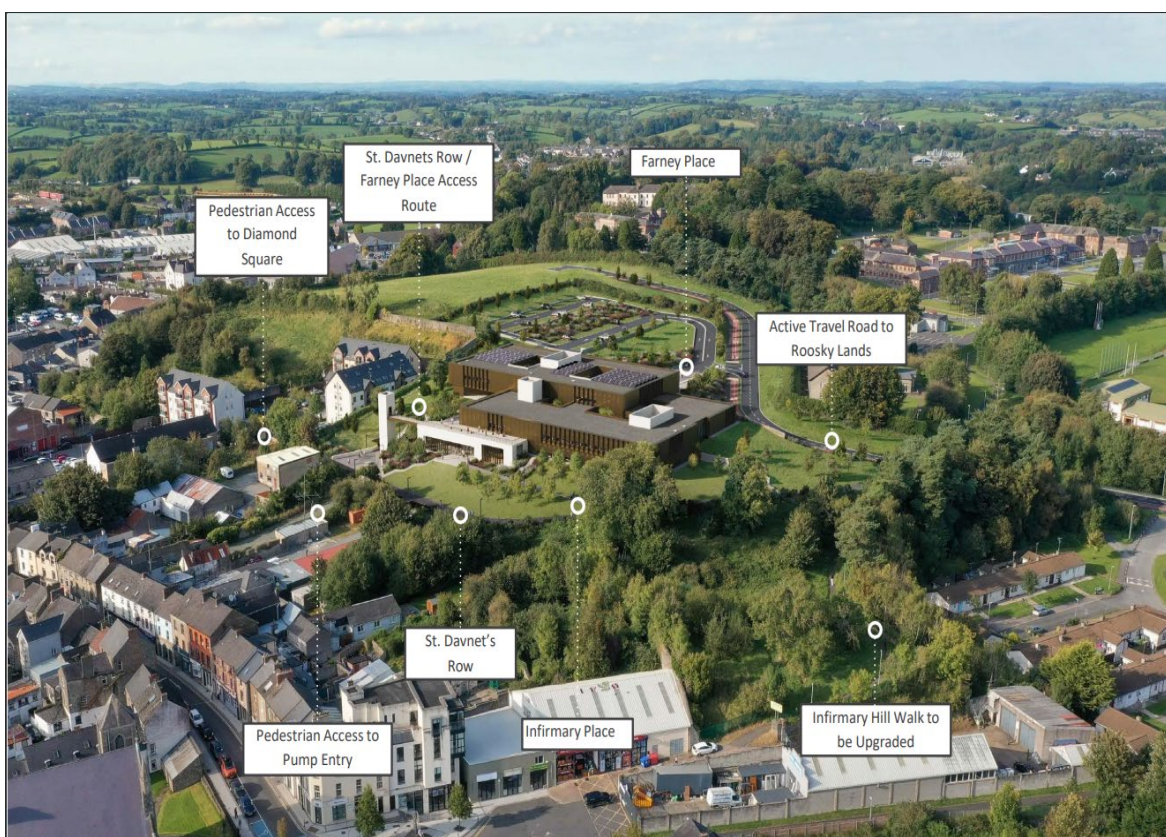 St. Davnets Row /
Farney Place Access
Route
Farney Place
Pedestrian Access
to Diamond
Square
Active Travel Road to
Roosky Lands
St. Davnet's
Row
Pedestrian Access to
Pump Entry
Infirmary Place
Infirmary Hill Walk to
be Upgraded